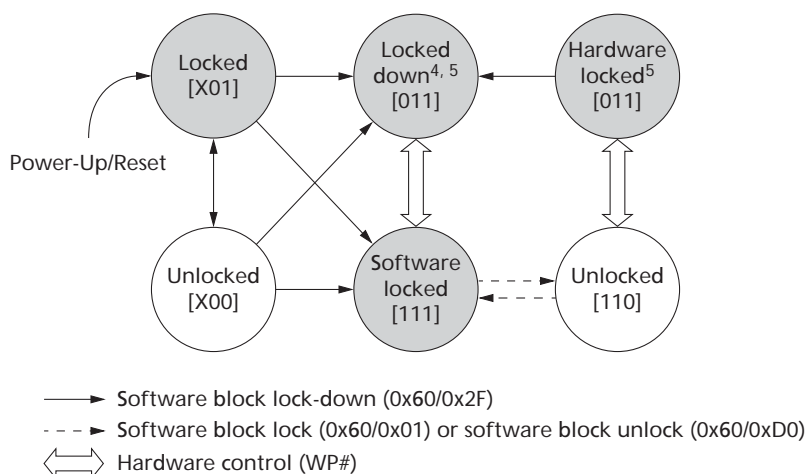 Locked
[X01]
Locked
down4, 5
[011]
Hardware
locked5
[011]
Power-Up/Reset
Unlocked
[X00]
Software
locked
[111]
Unlocked
[110]
Software block lock-down (0x60/0x2F)
Software block lock (0x60/0x01) or software block unlock (0x60/0xD0)
Hardware control (WP#)